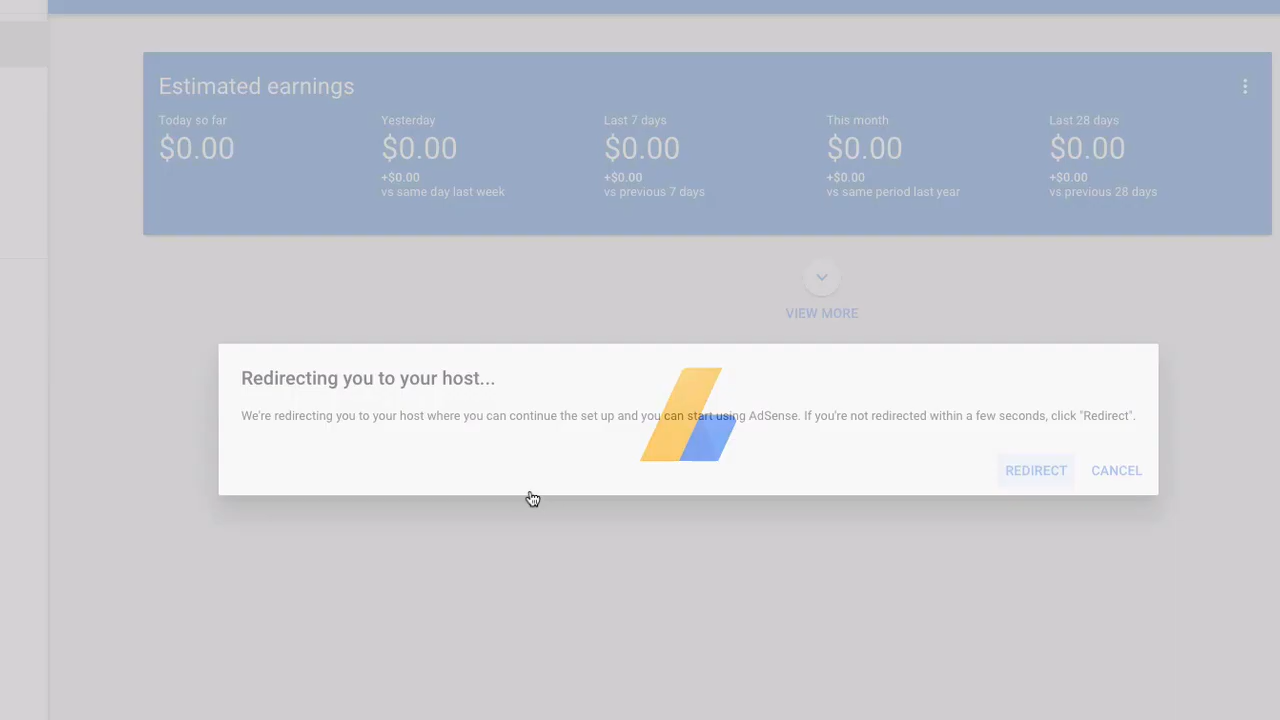 Estimated earnings
Today so far
Yesterday
Last 7 days
This month
Last 28 days
$0.00
$0.00
$0.00
$0.00
$0.00
+$0.00
+$0.00
+$0.00
+$0.00
vs same day last week
vs previous 7 days
vs same period last year
vs previous 28 days
VIEW MORE
Redirecting you to your host...
We're redirecting you to your host where you can continue the set up and you can start using AdSense. If you're not redirected within a few seconds, click "Redirect".
REDIRECT
CANCEL